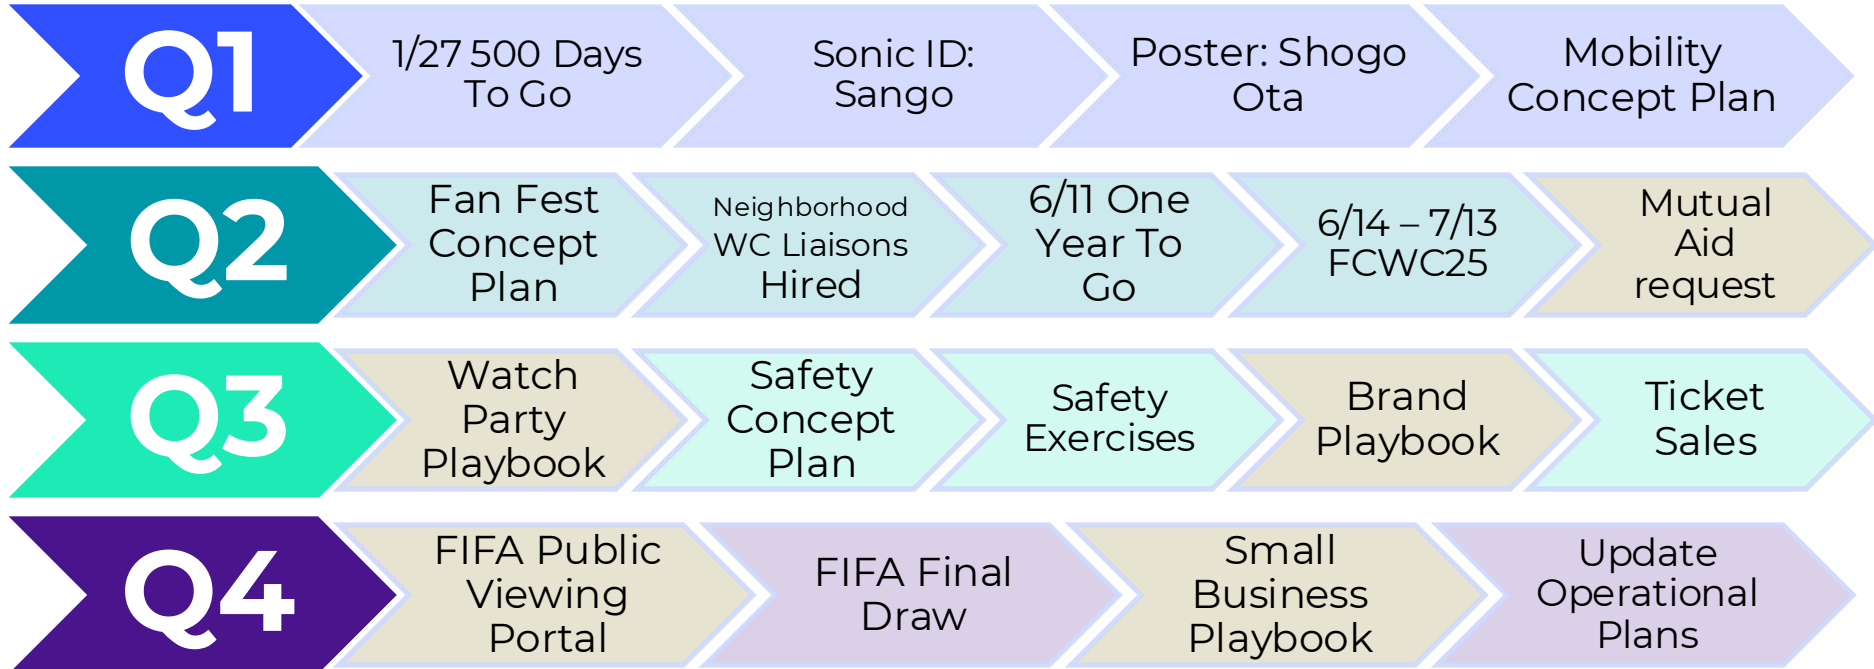 Q1
1/27 500 Days
To Go
Sonic ID:
Sango
Poster: Shogo
Ota
Mobility
Concept Plan
Q2
Fan Fest
Concept
Plan
Neighborhood
WC Liaisons
Hired
6/11 One
Year To
Go
6/14 – 7/13
FCWC25
Mutual
Aid
request
Q3
Watch
Party
Playbook
Safety
Concept
Plan
Safety
Exercises
Brand
Playbook
Ticket
Sales
Q4
FIFA Public
Viewing
Portal
FIFA Final
Draw
Small
Business
Playbook
Update
Operational
Plans